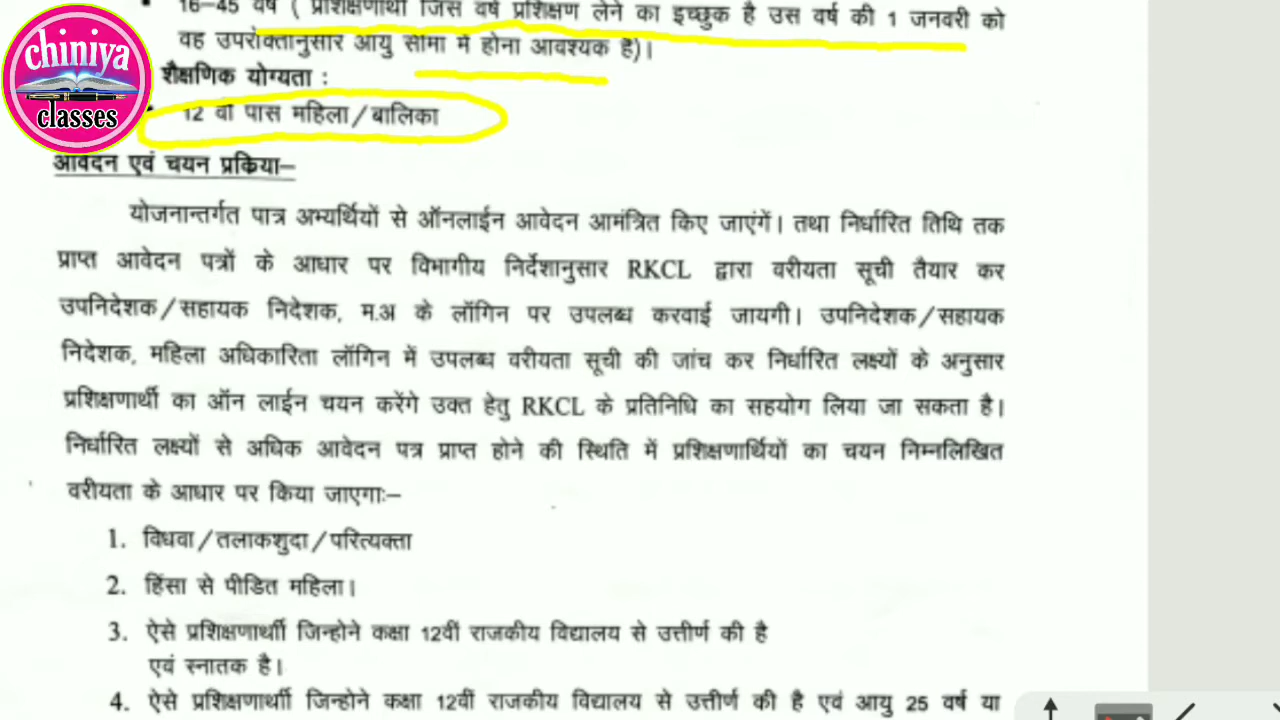 chiniya
classes
16-45 वर्ष ( प्रशिक्षणार्थी जिस वर्ष प्रशिक्षण लेने का इच्छुक है उस वर्ष की 1 जनवरी को
वह उपरोक्तानुसार आयु सीमा में होना आवश्यक है)।
शैक्षणिक योग्यता :
12 वीं पास महिला/बालिका
आवेदन एवं चयन प्रकिया–
योजनान्तर्गत पात्र अभ्यर्थियों से ऑनलाईन आवेदन आमंत्रित किए जाएंगें। तथा निर्धारित तिथि तक
प्राप्त आवेदन पत्रों के आधार पर विभागीय निर्देशानुसार RKCL द्वारा वरीयता सूची तैयार कर
उपनिदेशक/सहायक निदेशक, म.अ के लॉगिन पर उपलब्ध करवाई जायगी। उपनिदेशक/सहायक
निदेशक, महिला अधिकारिता लॉगिन में उपलब्ध वरीयता सूची की जांच कर निर्धारित लक्ष्यों के अनुसार
प्रशिक्षणार्थी का ऑन लाईन चयन करेंगे उक्त हेतु RKCL के प्रतिनिधि का सहयोग लिया जा सकता है।
निर्धारित लक्ष्यों से अधिक आवेदन पत्र प्राप्त होने की स्थिति में प्रशिक्षणार्थियों का चयन निम्नलिखित
वरीयता के आधार पर किया जाएगाः–
1. विधवा/तलाकशुदा/परित्यक्ता
2. हिंसा से पीडित महिला।
3. ऐसे प्रशिक्षणार्थी जिन्होने कक्षा 12वीं राजकीय विद्यालय से उत्तीर्ण की है
एवं स्नातक है।
4. ऐसे प्रशिक्षणार्थी जिन्होने कक्षा 12वीं राजकीय विद्यालय से उत्तीर्ण की है एवं आयु 25 वर्ष या